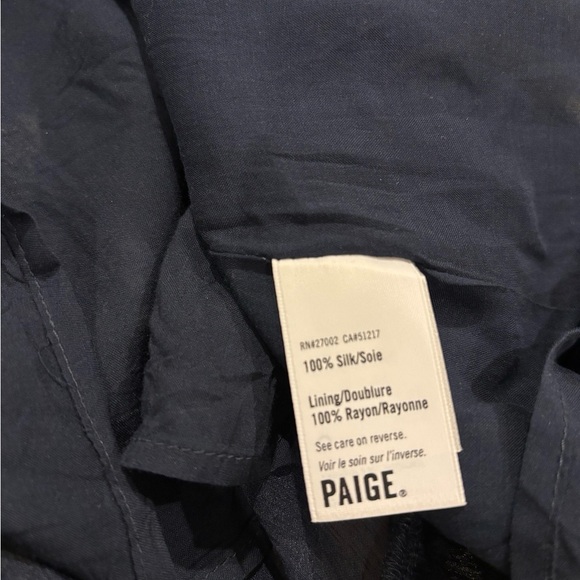 RN#27002 CA#51217
100% Silk/Soie
Lining/Doublure
100% Rayon/Rayonne
See care on reverse.
Voir le soin sur l'inverse.
PAIGE®